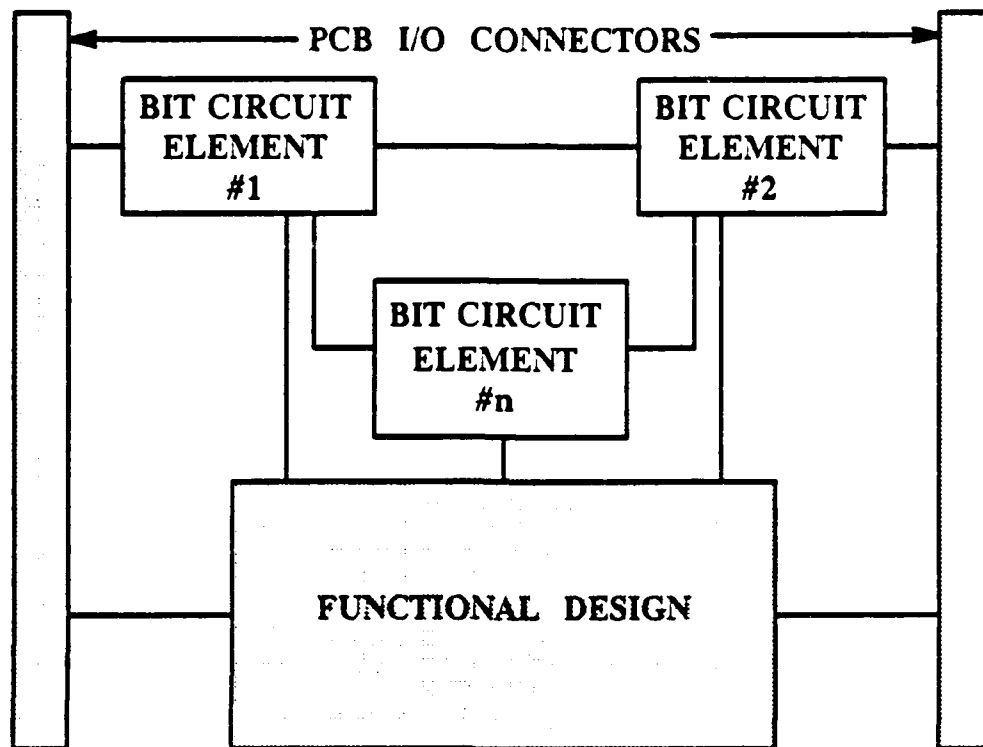 PCB I/O CONNECTORS
BIT CIRCUIT
ELEMENT
#1
BIT CIRCUIT
ELEMENT
#2
BIT CIRCUIT
ELEMENT
#n
FUNCTIONAL DESIGN